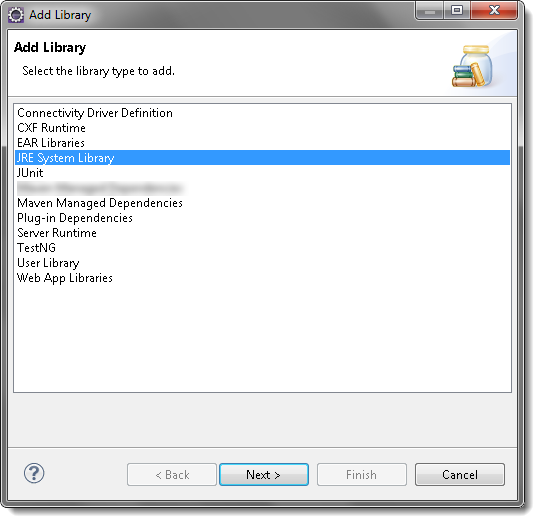 Add Library
Add Library
Select the library type to add.
Connectivity Driver Definition
CXF Runtime
EAR Libraries
JRE System Library
JUnit
Maven Managed Dependencies
Plug-in Dependencies
Server Runtime
TestNG
User Library
Web App Libraries
? < Back Next > Finish Cancel